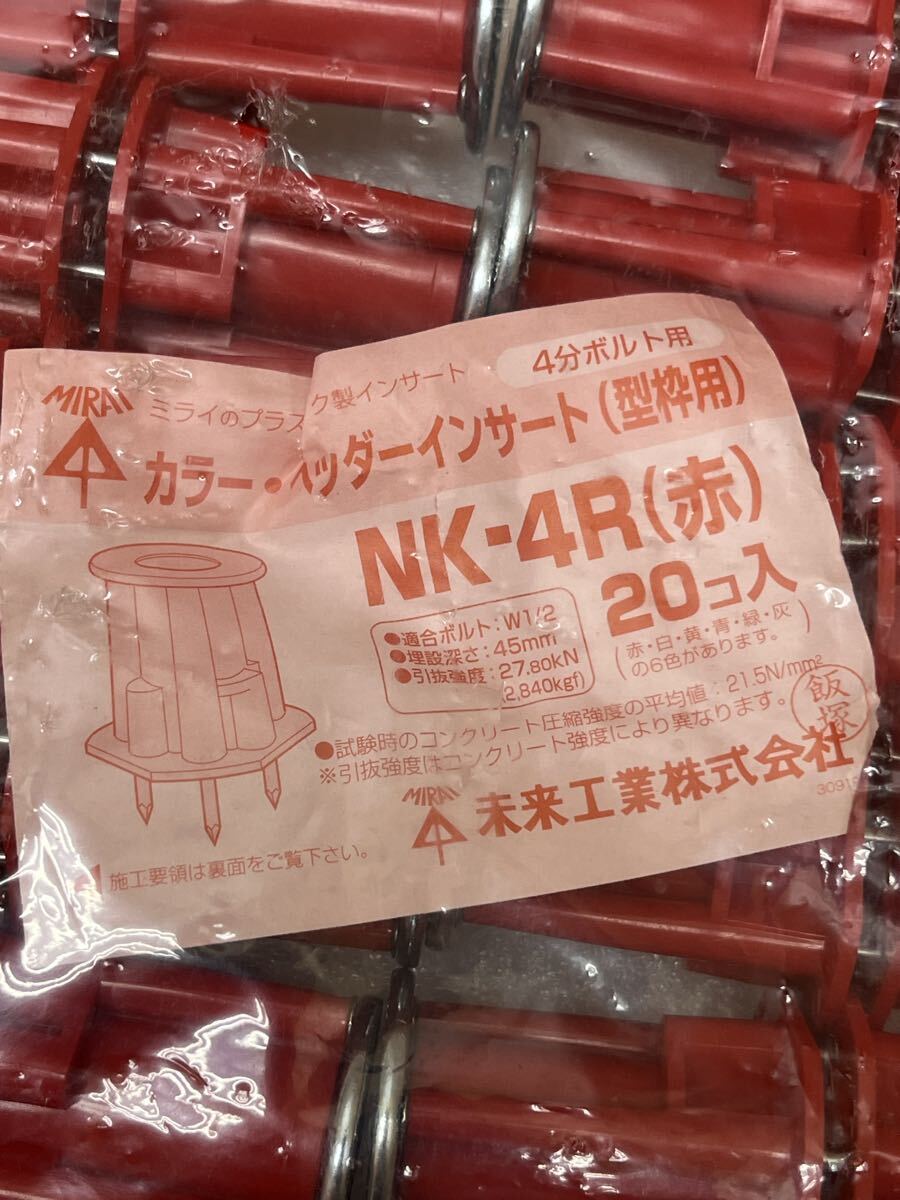 MIRAI
ミライのプラス ク製インサート
4分ボルト用
カラー・ヘッダーインサート(型枠用)
NK-4R(赤)
20コ入
(赤・白・黄・青・緑・灰
の6色があります。)
●適合ボルト:W1/2
●埋設深さ:45mm
●引抜強度:27.80kN
2,840kgf)
●試験時のコンクリート圧縮強度の平均値:21.5N/mm²
※引抜強度はコンクリート強度により異なります。
飯塚
MIRAI
未来工業株式会社
施工要領は裏面をご覧下さい。